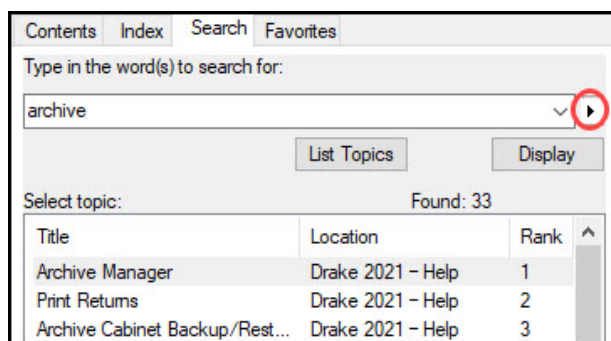 Contents Index Search Favorites
Type in the word(s) to search for:
archive
List Topics Display
Select topic: Found: 33
Title Location Rank
Archive Manager Drake 2021 – Help 1
Print Returns Drake 2021 – Help 2
Archive Cabinet Backup/Rest... Drake 2021 – Help 3